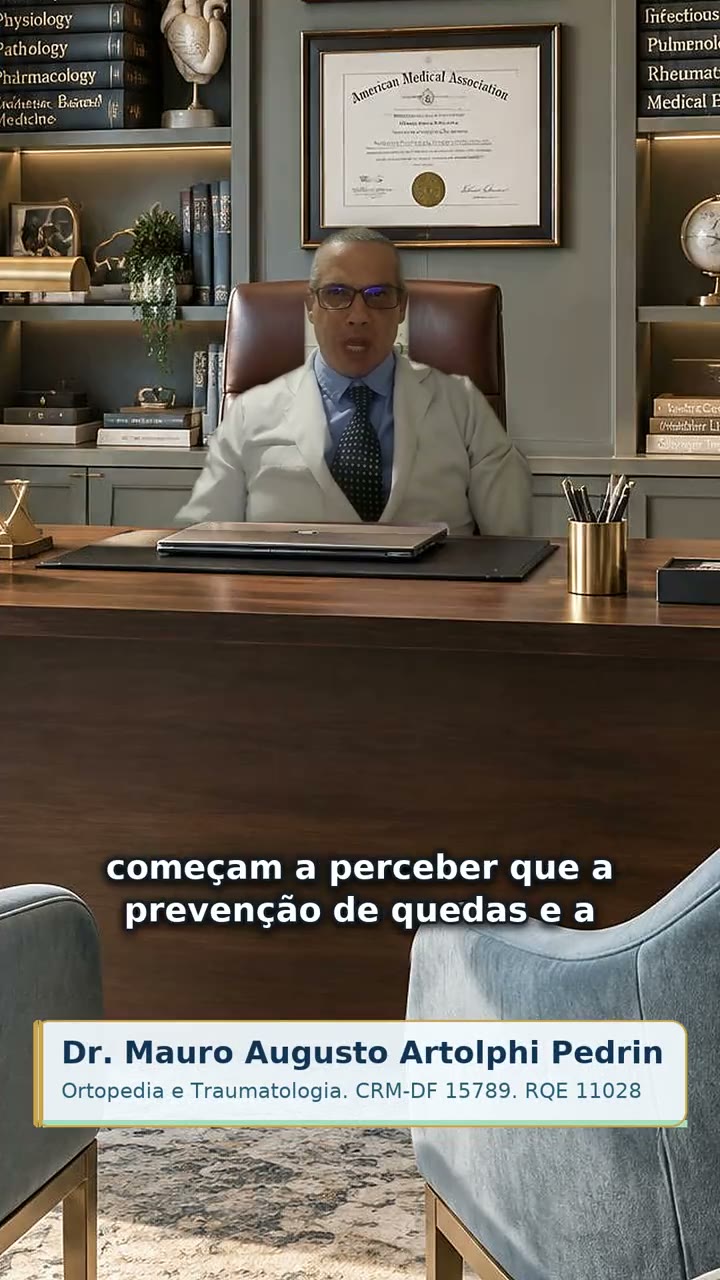 Physiology
Pathology
Pharmacology
Medicine
Infectious
Medical
American Medical Association
começam a perceber que a
prevenção de quedas e a
Dr. Mauro Augusto Artolphi Pedrin
Ortopedia e Traumatologia. CRM-DF 15789. RQE 11028